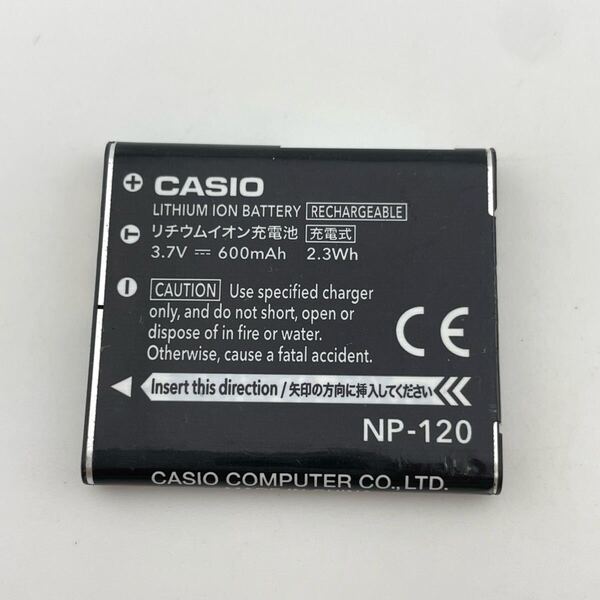 CASIO
LITHIUM ION BATTERY RECHARGEABLE
リチウムイオン充電池 充電式
T 3.7V 600mAh 2.3Wh
CAUTION Use specified charger
only, and do not short, open or
dispose of in fire or water.
Otherwise, cause a fatal accident.
CE
Insert this direction / 矢印の方向に挿入してください
NP-120
CASIO COMPUTER CO., LTD.